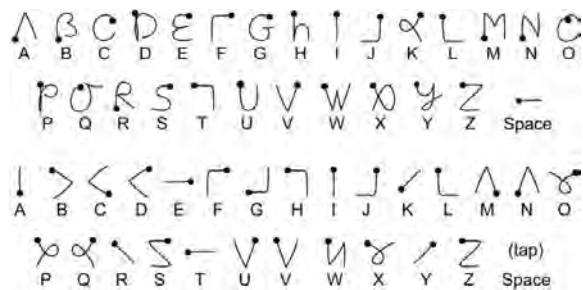 A B C D E F G H I J K L M N O
P Q R S T U V W X Y Z Space
A B C D E F G H I J K L M N O
P Q R S T U V W X Y Z (tap) Space